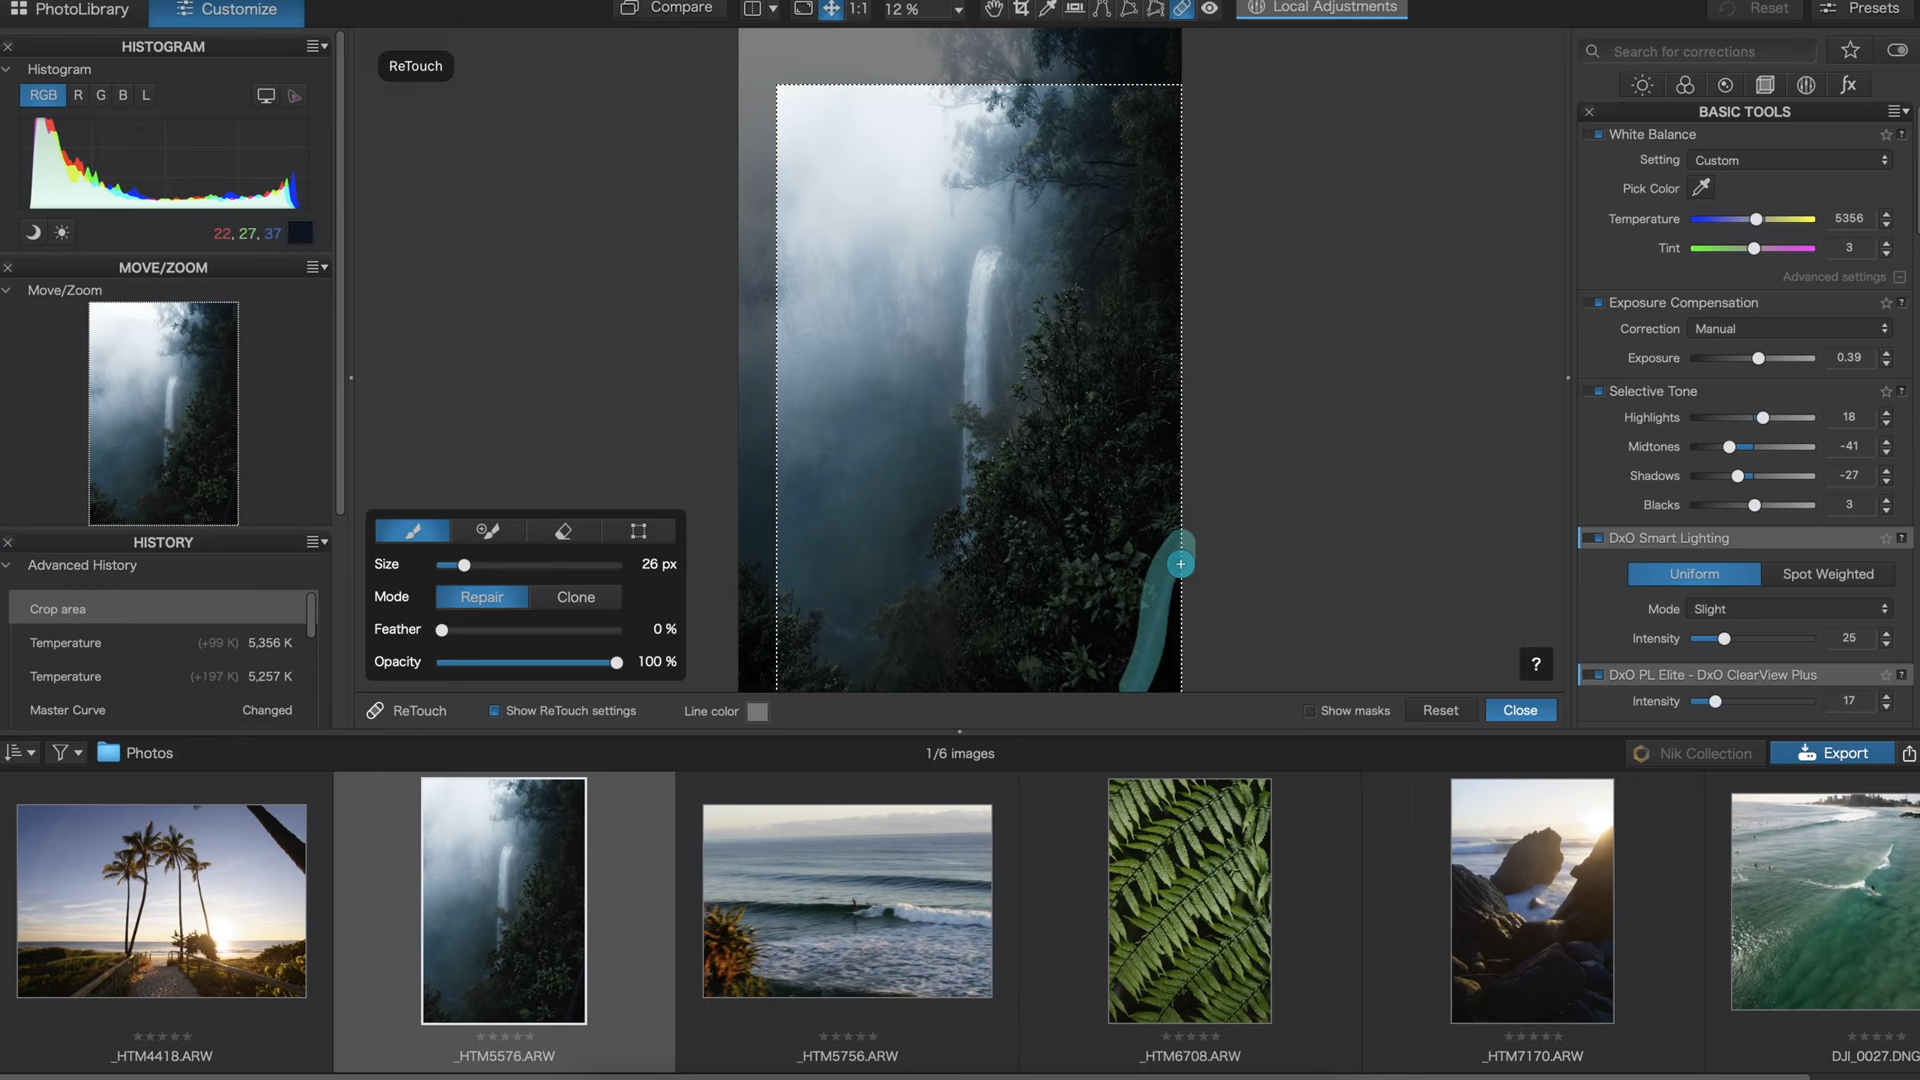 PhotoLibrary
Customize
Compare
1:1
12 %
Local Adjustments
Reset
Presets
HISTOGRAM
Histogram
RGB R G B L
22, 27, 37
MOVE/ZOOM
Move/Zoom
HISTORY
Advanced History
Crop area
Temperature (+99 K) 5,356 K
Temperature (+197 K) 5,257 K
Master Curve Changed
ReTouch
Size 26 px
Mode Repair Clone
Feather 0 %
Opacity 100 %
?
ReTouch
Show ReTouch settings
Line color
Show masks
Reset
Close
Search for corrections
fx
BASIC TOOLS
White Balance ?
Setting Custom
Pick Color
Temperature 5356
Tint 3
Advanced settings
Exposure Compensation ?
Correction Manual
Exposure 0.39
Selective Tone ?
Highlights 18
Midtones -41
Shadows -27
Blacks 3
DxO Smart Lighting ?
Uniform Spot Weighted
Mode Slight
Intensity 25
DxO PL Elite - DxO ClearView Plus ?
Intensity 17
Photos
1/6 images
Nik Collection
Export
_HTM4418.ARW
_HTM5576.ARW
_HTM5756.ARW
_HTM6708.ARW
_HTM7170.ARW
DJI_0027.DNG